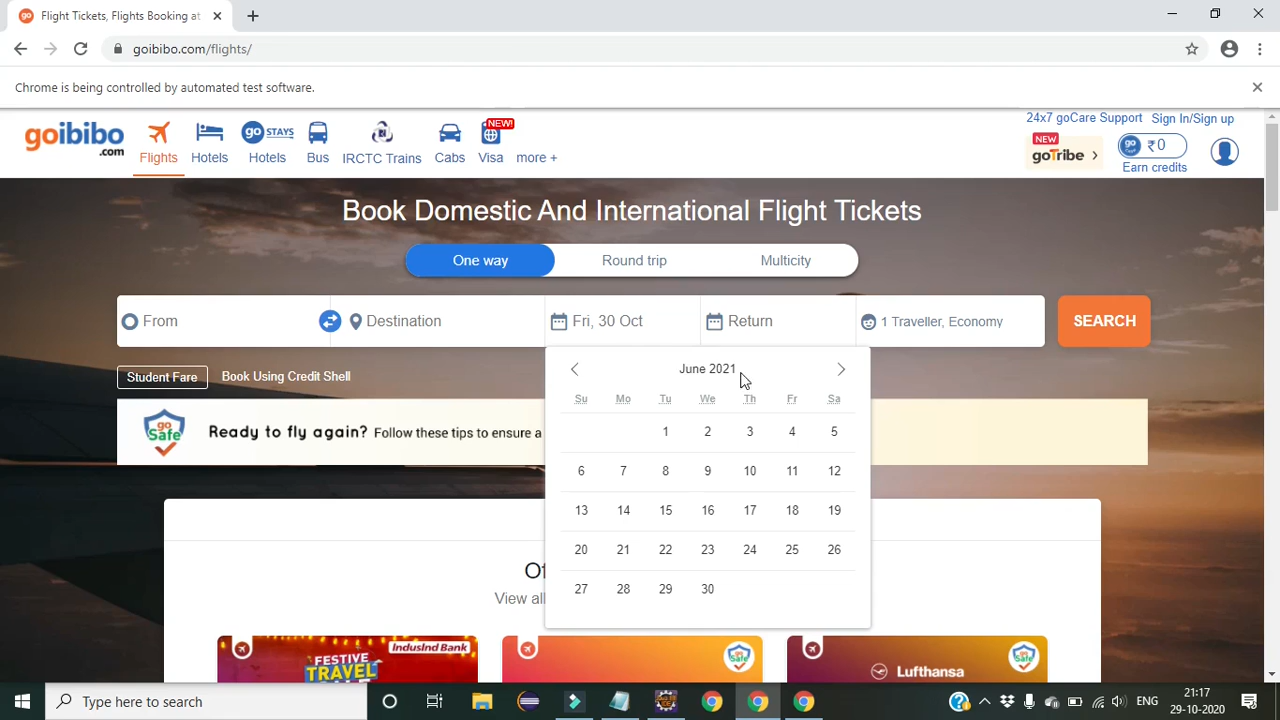 Flight Tickets, Flights Booking at
goibibo.com/flights/
Chrome is being controlled by automated test software.
24x7 goCare Support Sign In/Sign up
goibibo
.com
Flights
Hotels
go STAYS
Hotels
Bus
IRCTC Trains
Cabs
NEW!
Visa
more +
NEW
goTribe
go
₹0
Earn credits
Book Domestic And International Flight Tickets
One way Round trip Multicity
From Destination Fri, 30 Oct Return 1 Traveller, Economy SEARCH
Student Fare Book Using Credit Shell
June 2021
Su Mo Tu We Th Fr Sa
1 2 3 4 5
6 7 8 9 10 11 12
13 14 15 16 17 18 19
20 21 22 23 24 25 26
27 28 29 30
go
Safe
Ready to fly again? Follow these tips to ensure a
View all
IndusInd Bank
FESTIVE
TRAVEL
go
Safe
Lufthansa
go
Safe
Type here to search
ENG
21:17
29-10-2020